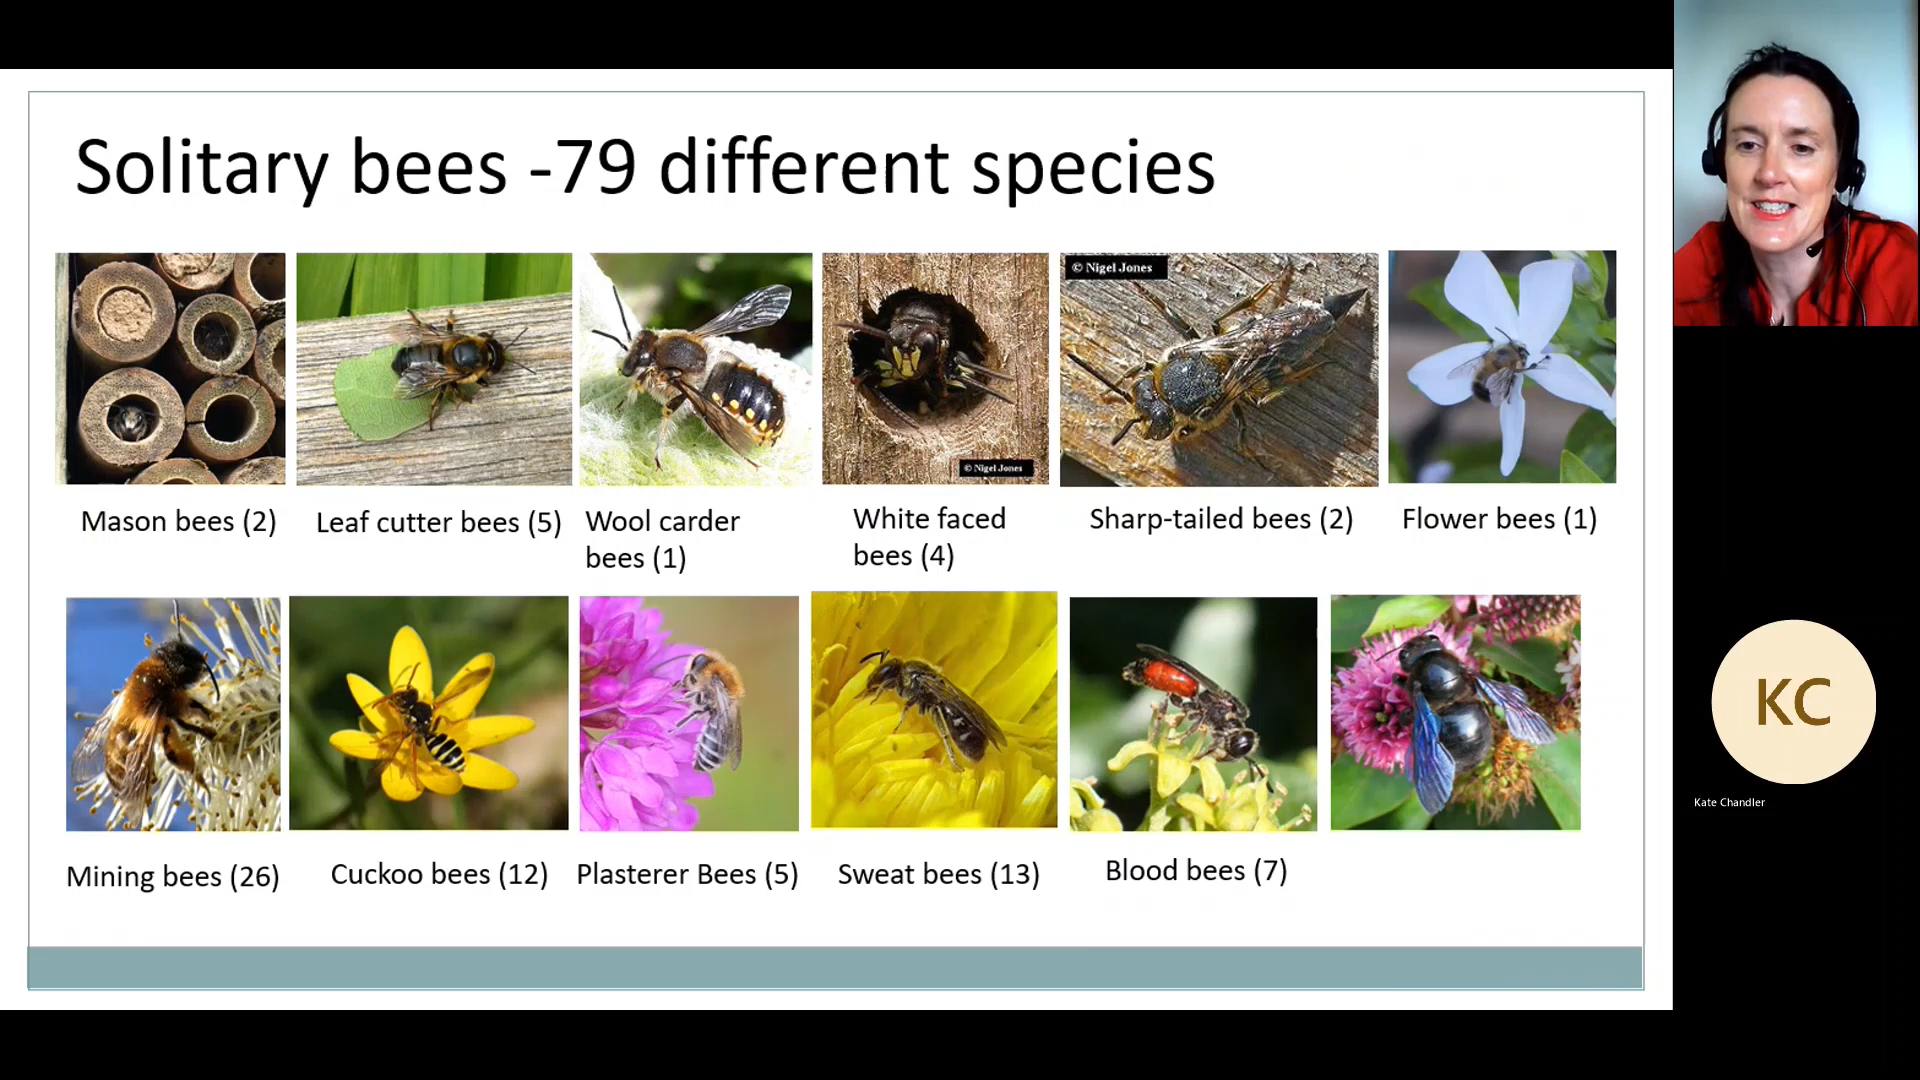 Solitary bees -79 different species
© Nigel Jones
© Nigel Jones
Mason bees (2)
Leaf cutter bees (5)
Wool carder
bees (1)
White faced
bees (4)
Sharp-tailed bees (2)
Flower bees (1)
Mining bees (26)
Cuckoo bees (12)
Plasterer Bees (5)
Sweat bees (13)
Blood bees (7)
KC
Kate Chandler